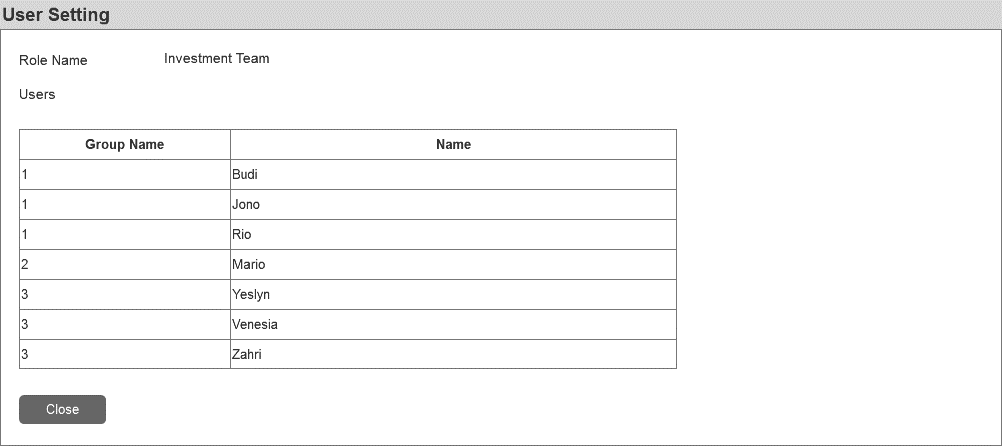 User Setting
Role Name Investment Team
Users
Group Name Name
1 Budi
1 Jono
1 Rio
2 Mario
3 Yeslyn
3 Venesia
3 Zahri
Close